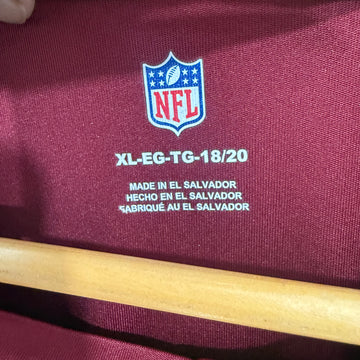 NFL
XL-EG-TG-18/20
MADE IN EL SALVADOR
HECHO EN EL SALVADOR
FABRIQUÉ AU EL SALVADOR